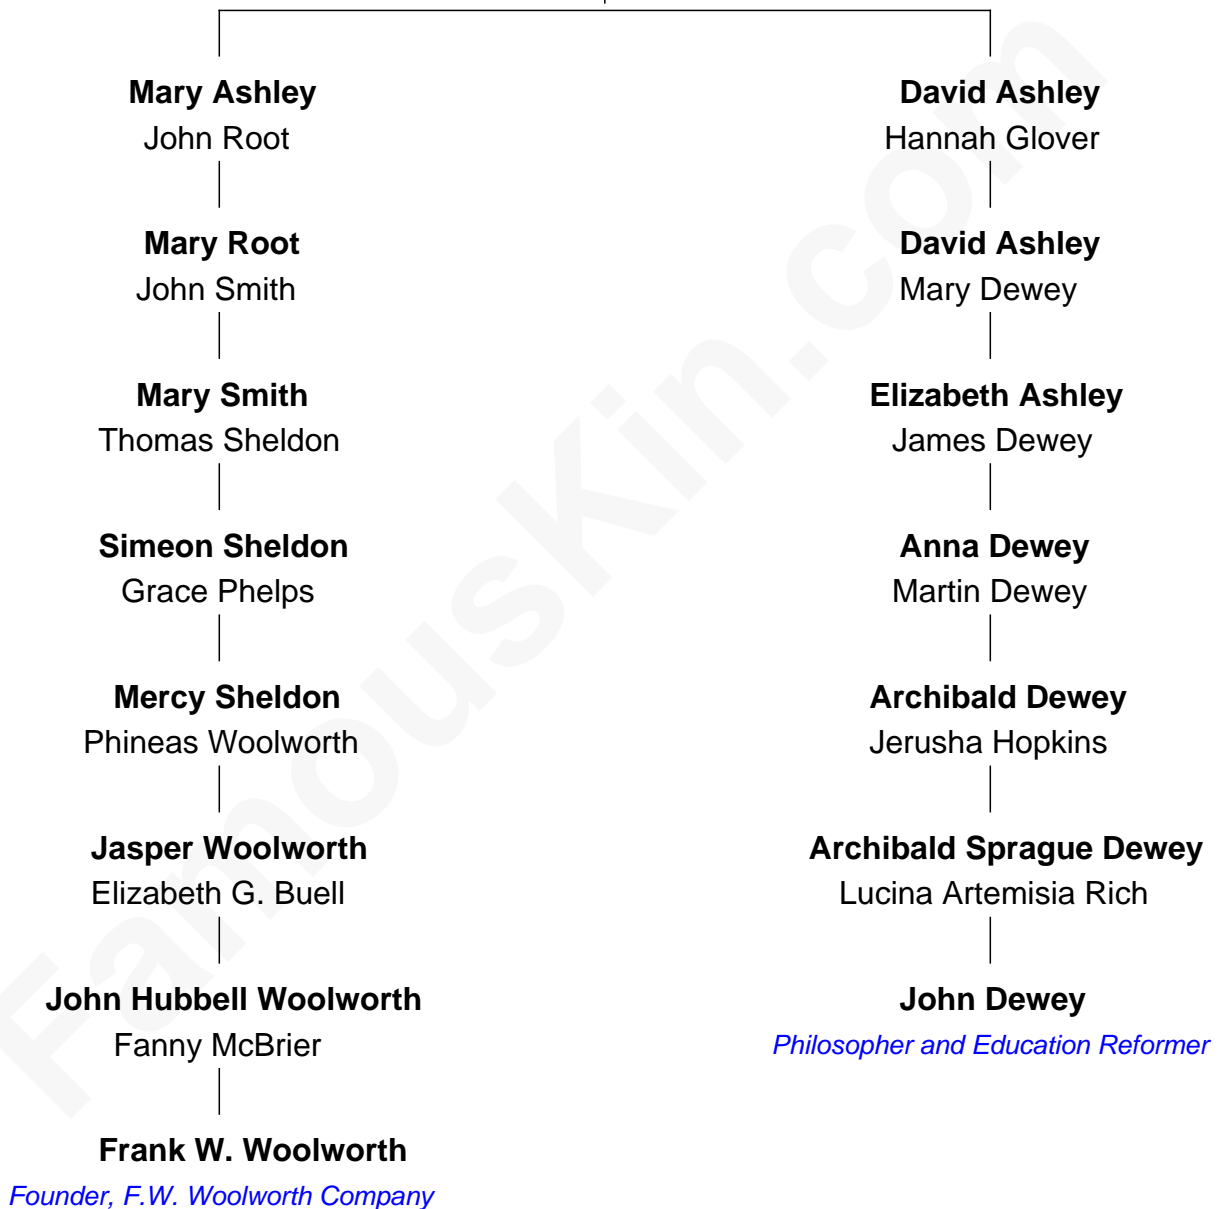 Mary Ashley
John Root
Mary Root
John Smith
Mary Smith
Thomas Sheldon
Simeon Sheldon
Grace Phelps
Mercy Sheldon
Phineas Woolworth
Jasper Woolworth
Elizabeth G. Buell
John Hubbell Woolworth
Fanny McBrier
Frank W. Woolworth
Founder, F.W. Woolworth Company
David Ashley
Hannah Glover
David Ashley
Mary Dewey
Elizabeth Ashley
James Dewey
Anna Dewey
Martin Dewey
Archibald Dewey
Jerusha Hopkins
Archibald Sprague Dewey
Lucina Artemisia Rich
John Dewey
Philosopher and Education Reformer
FamousKin.com